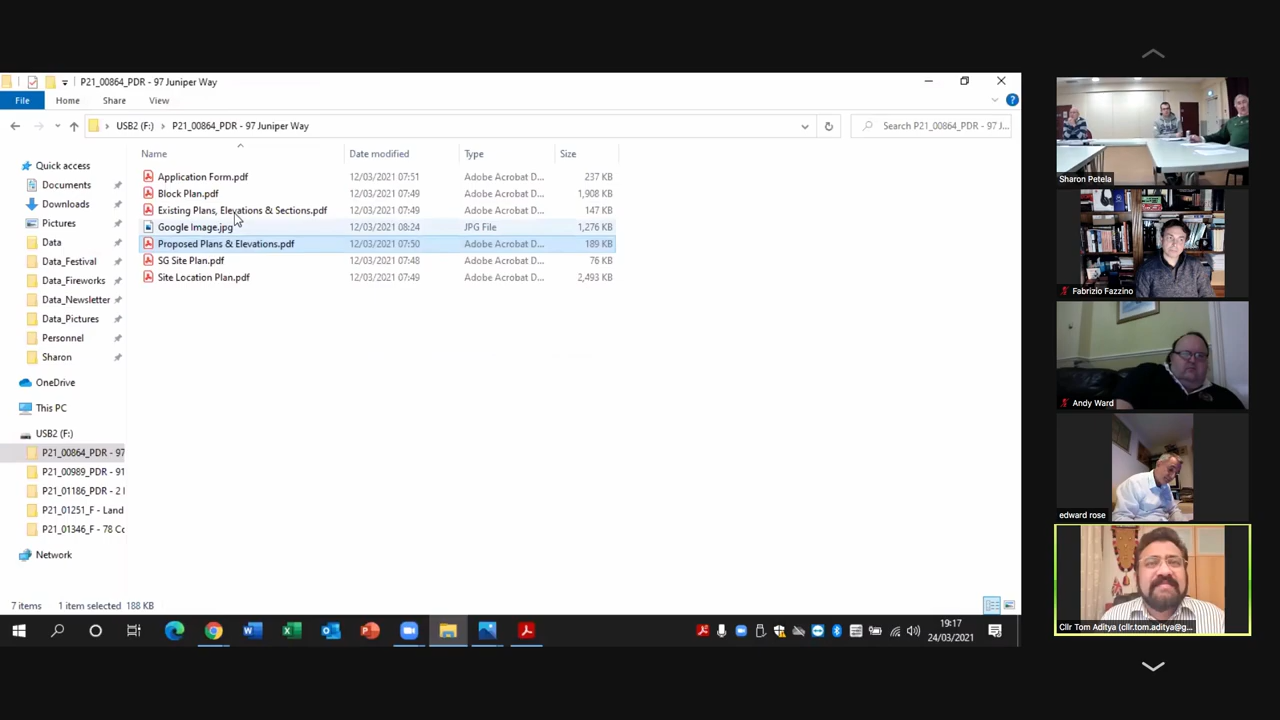 P21_00864_PDR - 97 Juniper Way
File Home Share View
USB2 (F:) P21_00864_PDR - 97 Juniper Way
Search P21_00864_PDR - 97 J...
Name Date modified Type Size
Application Form.pdf 12/03/2021 07:51 Adobe Acrobat D... 237 KB
Block Plan.pdf 12/03/2021 07:49 Adobe Acrobat D... 1,908 KB
Existing Plans, Elevations & Sections.pdf 12/03/2021 07:49 Adobe Acrobat D... 147 KB
Google Image.jpg 12/03/2021 08:24 JPG File 1,276 KB
Proposed Plans & Elevations.pdf 12/03/2021 07:50 Adobe Acrobat D... 189 KB
SG Site Plan.pdf 12/03/2021 07:48 Adobe Acrobat D... 76 KB
Site Location Plan.pdf 12/03/2021 07:49 Adobe Acrobat D... 2,493 KB
Quick access
Documents
Downloads
Pictures
Data
Data_Festival
Data_Fireworks
Data_Newsletter
Data_Pictures
Personnel
Sharon
OneDrive
This PC
USB2 (F:)
P21_00864_PDR - 97
P21_00989_PDR - 91
P21_01186_PDR - 2
P21_01251_F - Land
P21_01346_F - 78 Co
Network
7 items 1 item selected 188 KB
19:17
24/03/2021
Sharon Petela
Fabrizio Fazzino
Andy Ward
edward rose
Cllr Tom Aditya (cllr.tom.aditya@g...